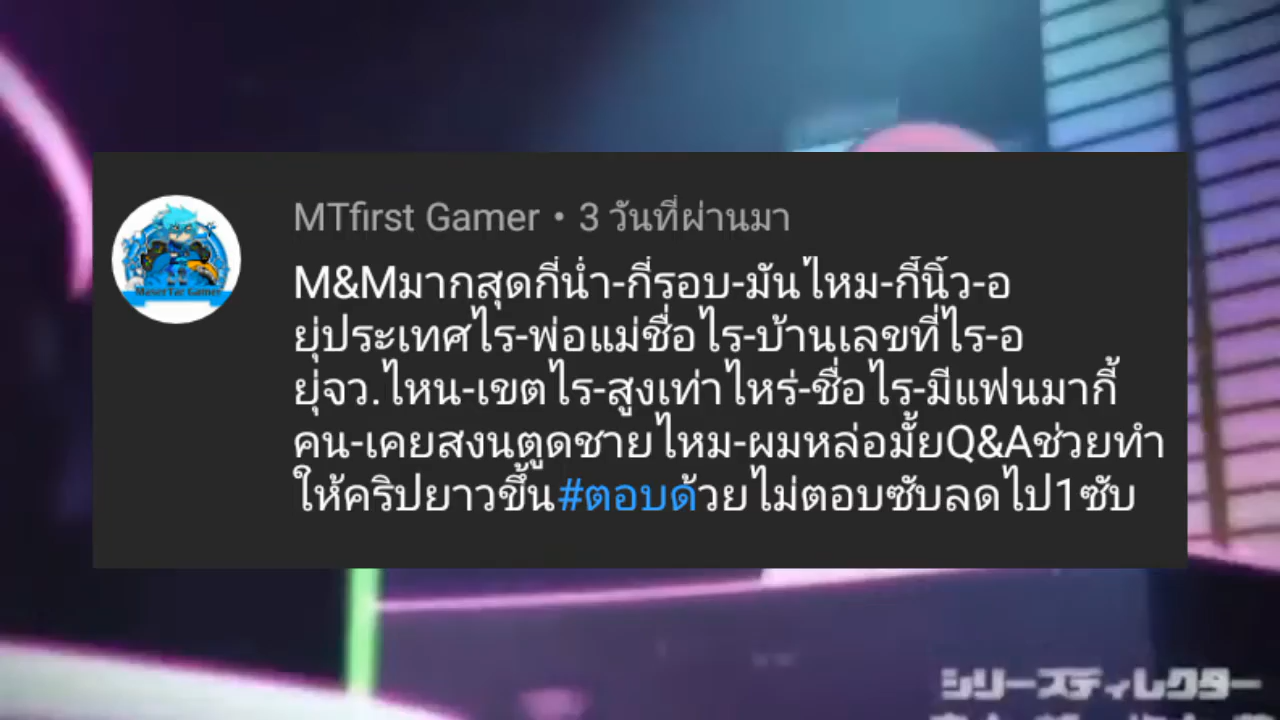 MTfirst Gamer • 3 วันที่ผ่านมา
M&Mมากสุดกี่น่ำ-กี่รอบ-มันไหม-กี้นิ้ว-อ
ยุ่ประเทศไร-พ่อแม่ชื่อไร-บ้านเลขที่ไร-อ
ยุ่จว.ไหน-เขตไร-สูงเท่าไหร่-ชื่อไร-มีแฟนมากี้
คน-เคยสงนตูดชายไหม-ผมหล่อมั้ยQ&Aช่วยทำ
ให้คริปยาวขึ้น#ตอบด้วยไม่ตอบซับลดไปา1ซับ
シリーズディレクター